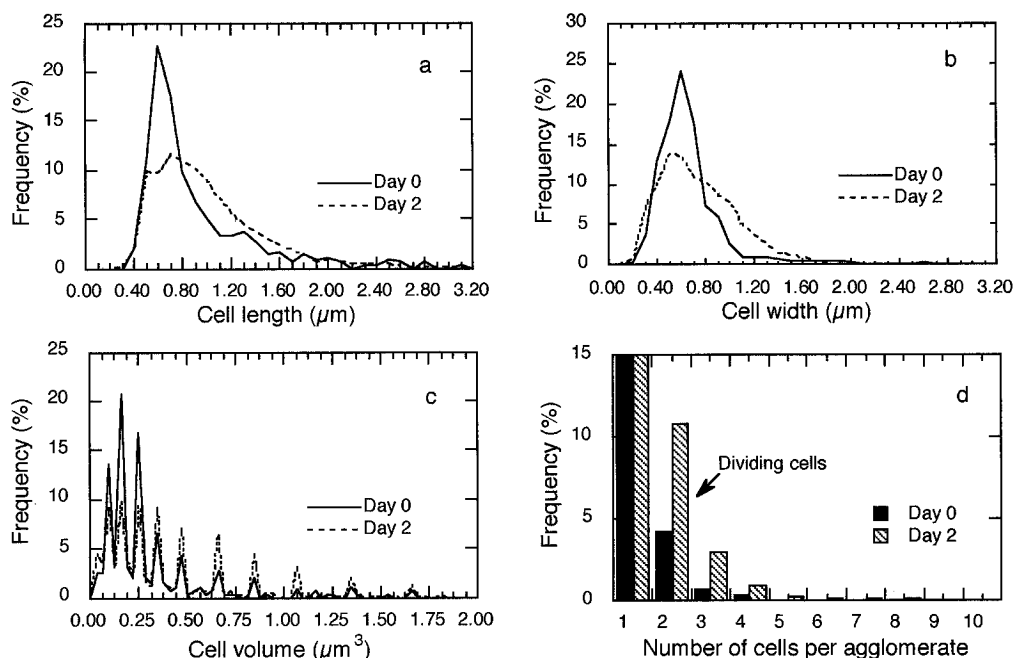 a
Frequency (%)
25
20
15
10
5
0
Day 0
Day 2
0.00 0.40 0.80 1.20 1.60 2.00 2.40 2.80 3.20
Cell length (µm)
b
Frequency (%)
30
25
20
15
10
5
0
Day 0
Day 2
0.00 0.40 0.80 1.20 1.60 2.00 2.40 2.80 3.20
Cell width (µm)
c
Frequency (%)
25
20
15
10
5
0
Day 0
Day 2
0.00 0.25 0.50 0.75 1.00 1.25 1.50 1.75 2.00
Cell volume (µm³)
d
Frequency (%)
15
10
5
0
Dividing cells
Day 0
Day 2
1 2 3 4 5 6 7 8 9 10
Number of cells per agglomerate